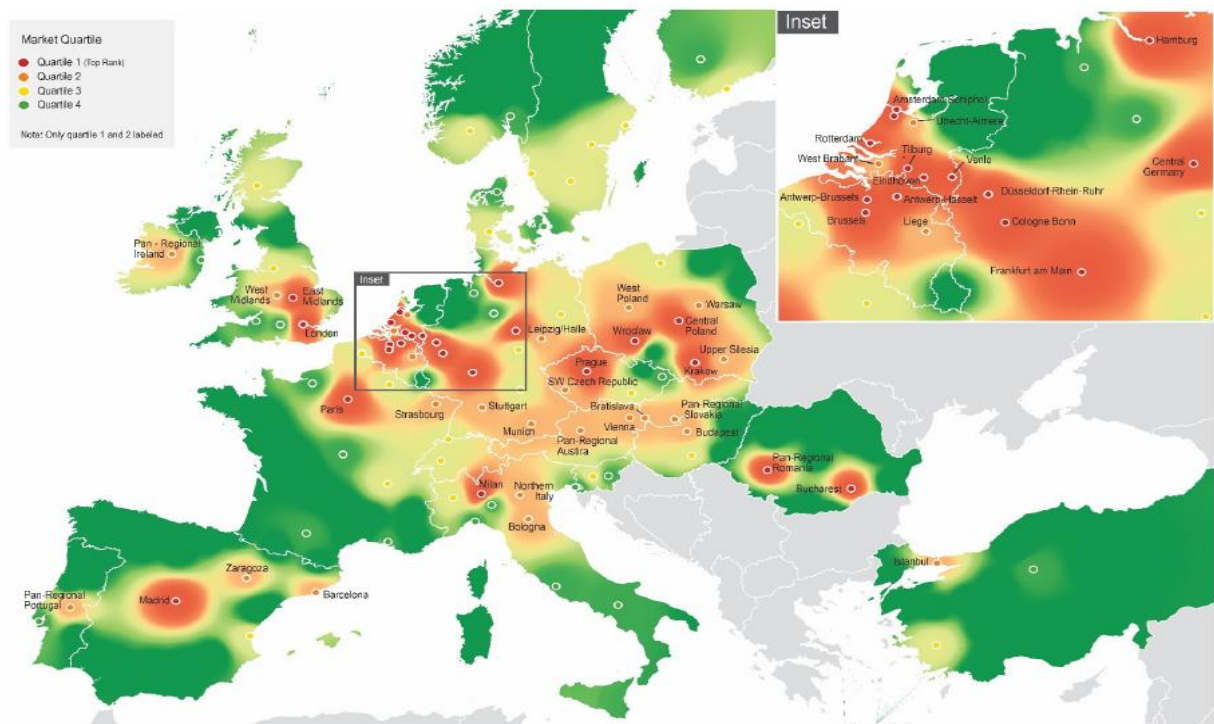 Market Quartile
Quartile 1 (Top Rank)
Quartile 2
Quartile 3
Quartile 4
Note: Only quartile 1 and 2 labeled
Inset
Hamburg
Amsterdam-Schiphol
Utrecht-Almere
Rotterdam
Tilburg
West Brabant
Venlo
Central
Germany
Eindhoven
Düsseldorf-Rhein-Ruhr
Antwerp-Brussels
Antwerp-Hasselt
Brussels
Liege
Cologne Bonn
Frankfurt am Main
Pan - Regional
Ireland
Inset
West
Midlands
East
Midlands
London
West
Poland
Warsaw
Leipzig/Halle
Wroclaw
Central
Poland
Upper Silesia
Prague
Krakow
SW Czech Republic
Paris
Strasbourg
Stuttgart
Bratislava
Pan-Regional
Slovakia
Munich
Vienna
Budapest
Pan-Regional
Austira
Pan-Regional
Romania
Milan
Northern
Italy
Bucharest
Bologna
Istanbul
Zaragoza
Pan-Regional
Portugal
Madrid
Barcelona